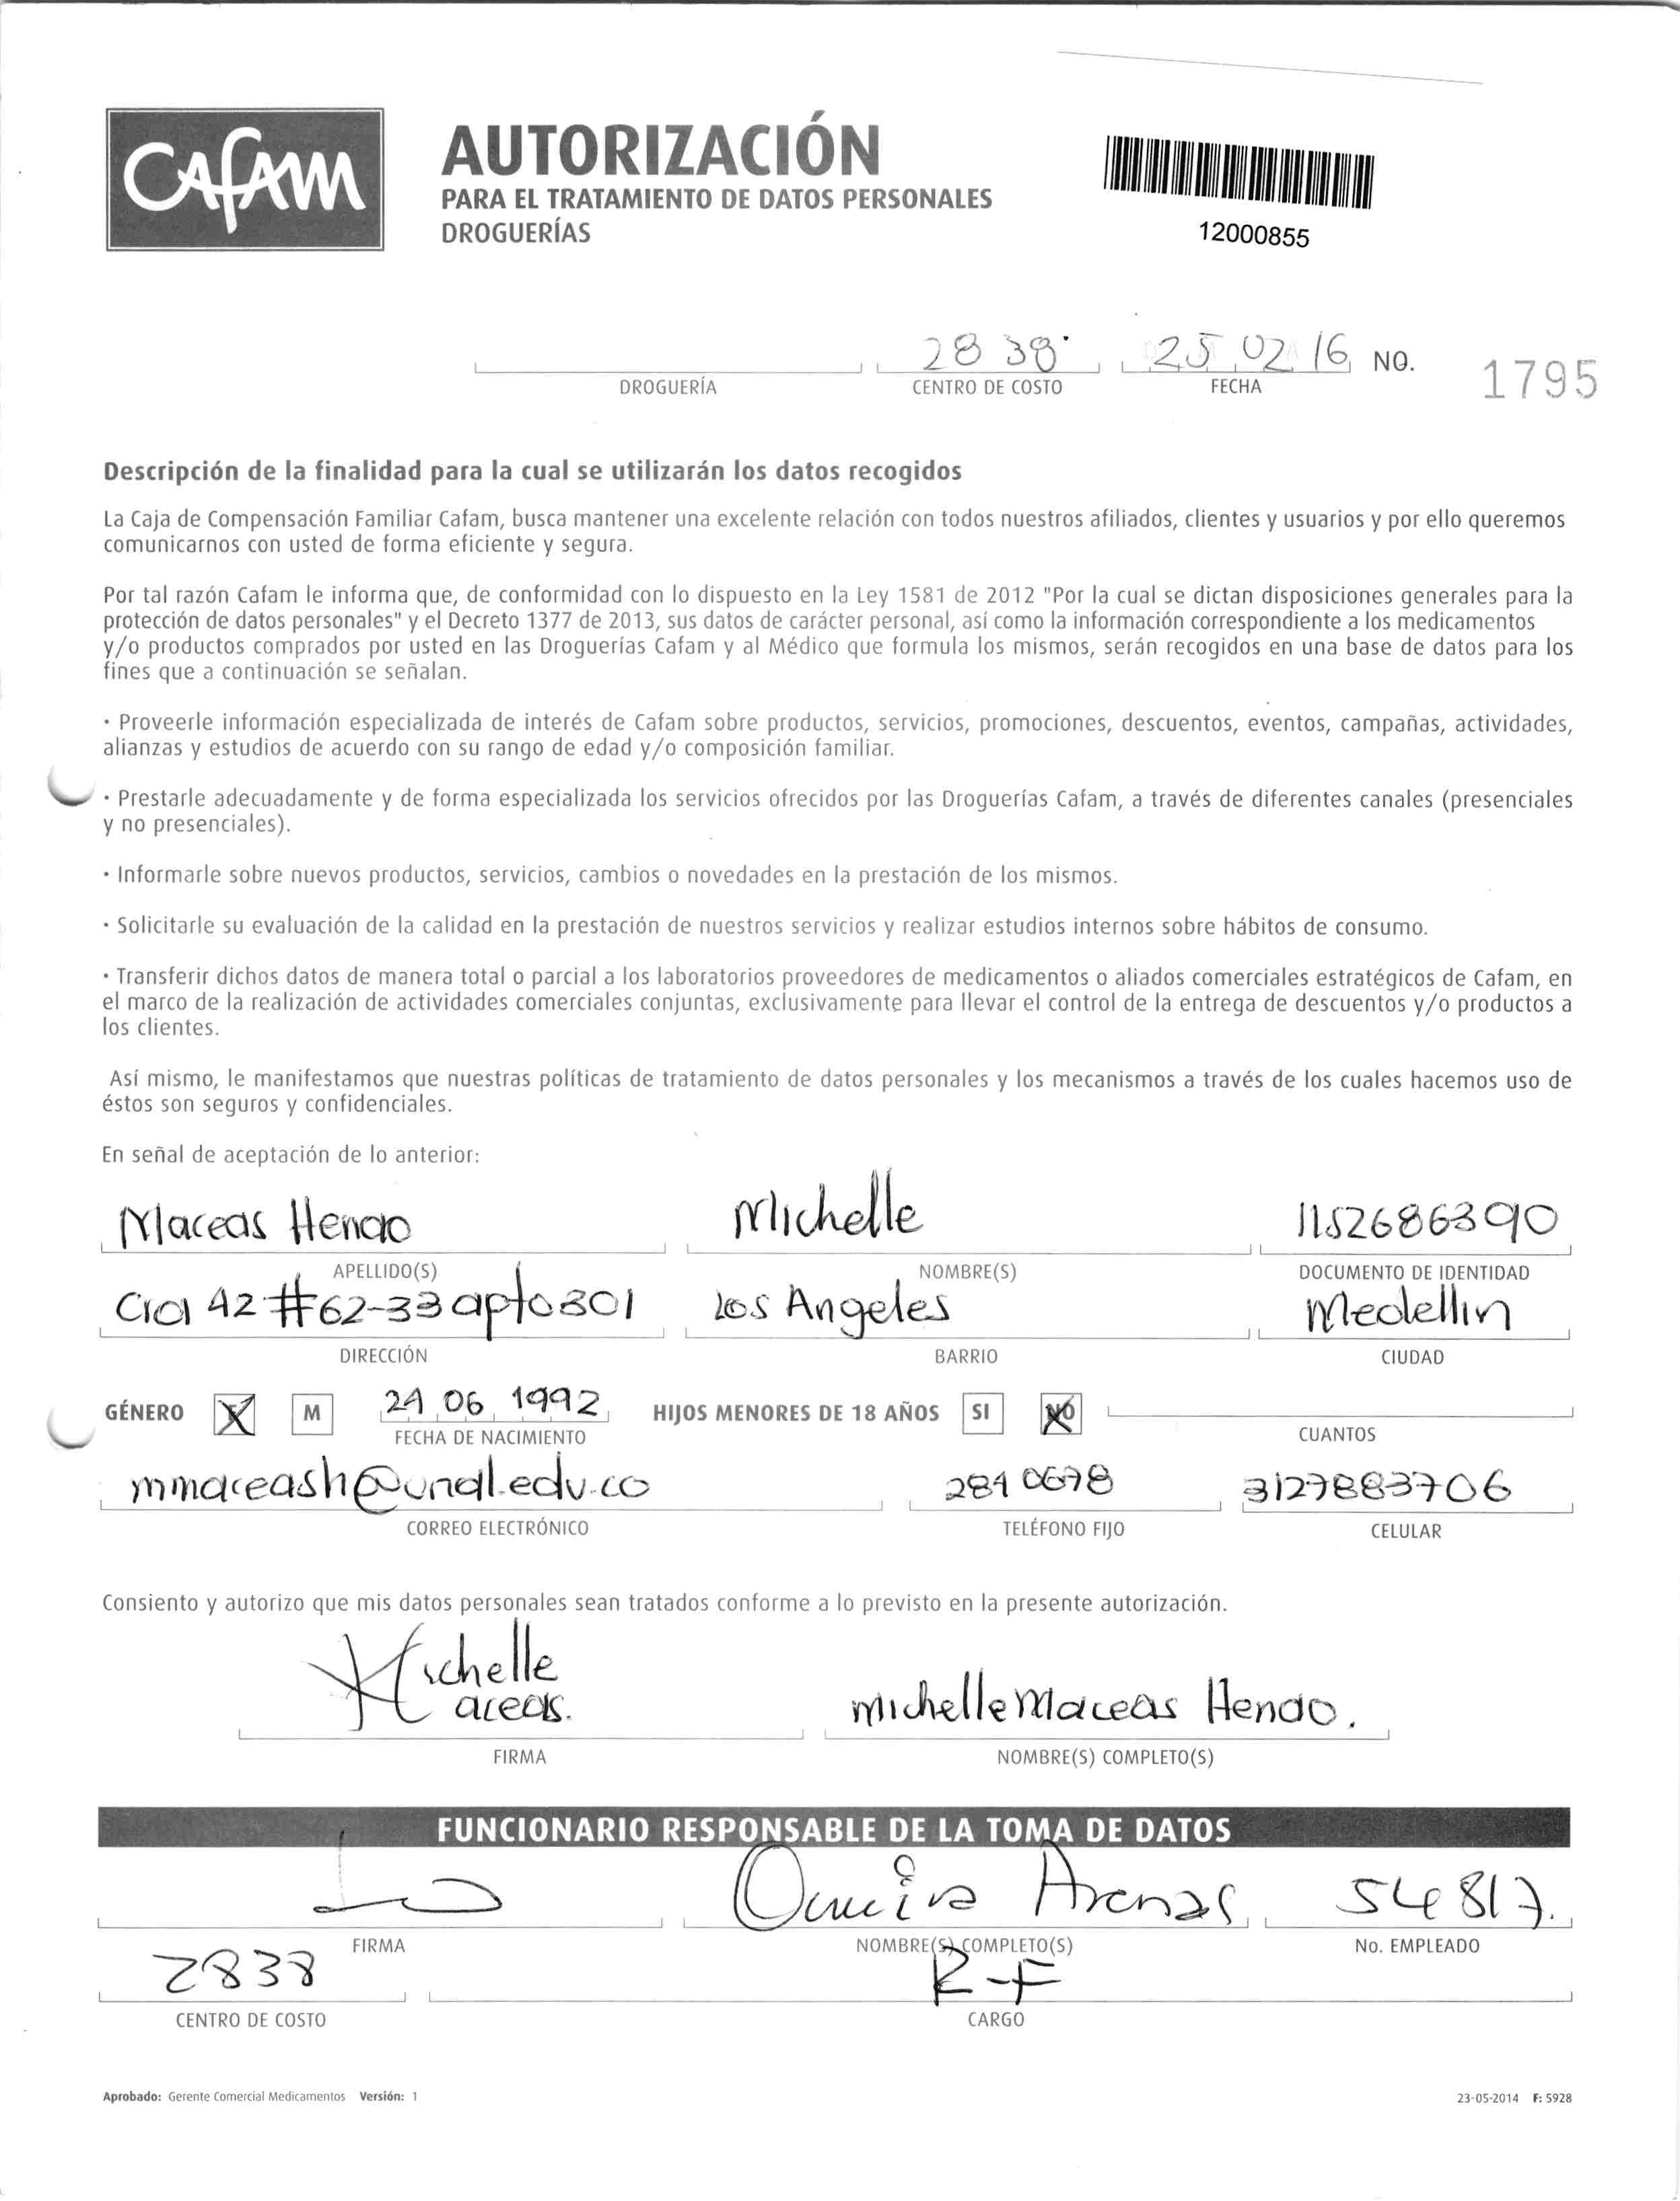 Cafam
AUTORIZACIÓN
PARA EL TRATAMIENTO DE DATOS PERSONALES
DROGUERÍAS
12000855
2838 25 02 16 NO. 1795
DROGUERÍA CENTRO DE COSTO FECHA
Descripción de la finalidad para la cual se utilizarán los datos recogidos
La Caja de Compensación Familiar Cafam, busca mantener una excelente relación con todos nuestros afiliados, clientes y usuarios y por ello queremos
comunicarnos con usted de forma eficiente y segura.
Por tal razón Cafam le informa que, de conformidad con lo dispuesto en la Ley 1581 de 2012 "Por la cual se dictan disposiciones generales para la
protección de datos personales" y el Decreto 1377 de 2013, sus datos de carácter personal, así como la información correspondiente a los medicamentos
y/o productos comprados por usted en las Droguerías Cafam y al Médico que formula los mismos, serán recogidos en una base de datos para los
fines que a continuación se señalan.
· Proveerle información especializada de interés de Cafam sobre productos, servicios, promociones, descuentos, eventos, campañas, actividades,
alianzas y estudios de acuerdo con su rango de edad y/o composición familiar.
· Prestarle adecuadamente y de forma especializada los servicios ofrecidos por las Droguerías Cafam, a través de diferentes canales (presenciales
y no presenciales).
· Informarle sobre nuevos productos, servicios, cambios o novedades en la prestación de los mismos.
· Solicitarle su evaluación de la calidad en la prestación de nuestros servicios y realizar estudios internos sobre hábitos de consumo.
· Transferir dichos datos de manera total o parcial a los laboratorios proveedores de medicamentos o aliados comerciales estratégicos de Cafam, en
el marco de la realización de actividades comerciales conjuntas, exclusivamente para llevar el control de la entrega de descuentos y/o productos a
los clientes.
Así mismo, le manifestamos que nuestras políticas de tratamiento de datos personales y los mecanismos a través de los cuales hacemos uso de
éstos son seguros y confidenciales.
En señal de aceptación de lo anterior:
Maceas Henao Michelle 1152686390
APELLIDO(S) NOMBRE(S) DOCUMENTO DE IDENTIDAD
Cra 42 #62-33 apto 301 Los Angeles Medellin
DIRECCIÓN BARRIO CIUDAD
GÉNERO X M 24 06 1992 HIJOS MENORES DE 18 AÑOS SI NO
FECHA DE NACIMIENTO CUANTOS
mmaceash@unal.edu.co 284 0678 3127883706
CORREO ELECTRÓNICO TELÉFONO FIJO CELULAR
Consiento y autorizo que mis datos personales sean tratados conforme a lo previsto en la presente autorización.
Michelle
aceas. Michelle Maceas Henao.
FIRMA NOMBRE(S) COMPLETO(S)
FUNCIONARIO RESPONSABLE DE LA TOMA DE DATOS
Arenas 54817.
FIRMA NOMBRE(S) COMPLETO(S) No. EMPLEADO
2838 R-F
CENTRO DE COSTO CARGO
Aprobado: Gerente Comercial Medicamentos Versión: 1 23-05-2014 F: 5928